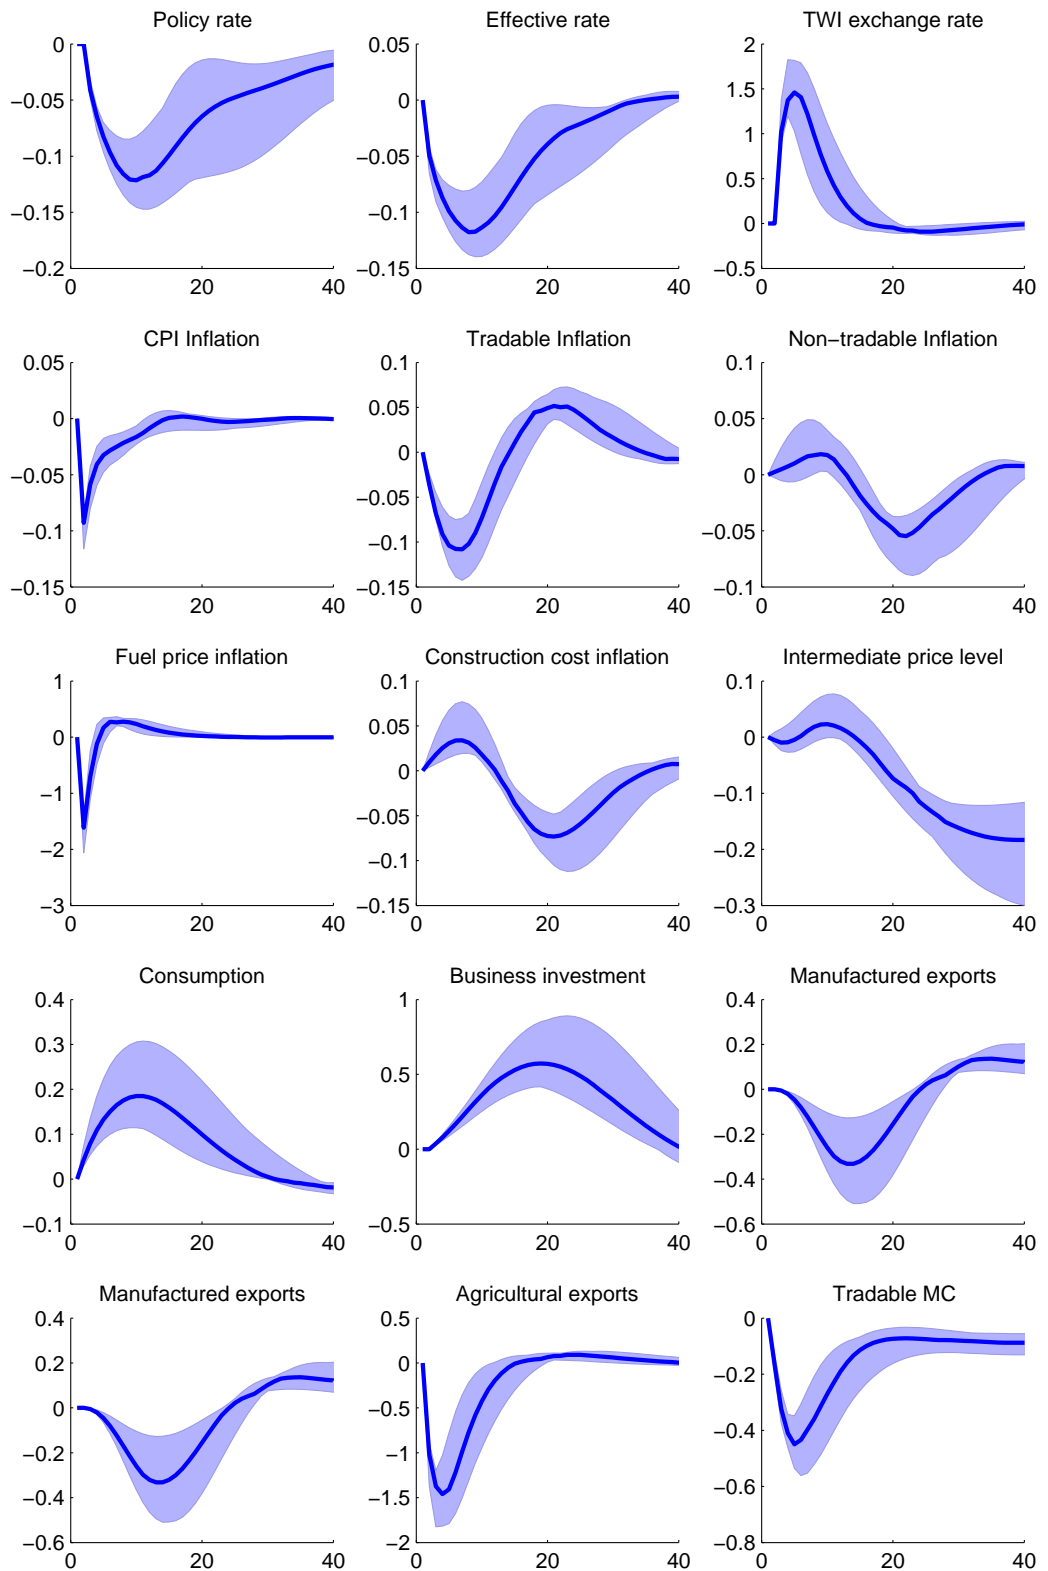 Policy rate
0
−0.05
−0.1
−0.15
−0.2
0 20 40
Effective rate
0.05
0
−0.05
−0.1
−0.15
0 20 40
TWI exchange rate
2
1.5
1
0.5
0
−0.5
0 20 40
CPI Inflation
0.05
0
−0.05
−0.1
−0.15
0 20 40
Tradable Inflation
0.1
0.05
0
−0.05
−0.1
−0.15
0 20 40
Non−tradable Inflation
0.1
0.05
0
−0.05
−0.1
0 20 40
Fuel price inflation
1
0
−1
−2
−3
0 20 40
Construction cost inflation
0.1
0.05
0
−0.05
−0.1
−0.15
0 20 40
Intermediate price level
0.1
0
−0.1
−0.2
−0.3
0 20 40
Consumption
0.4
0.3
0.2
0.1
0
−0.1
0 20 40
Business investment
1
0.5
0
−0.5
0 20 40
Manufactured exports
0.4
0.2
0
−0.2
−0.4
−0.6
0 20 40
Manufactured exports
0.4
0.2
0
−0.2
−0.4
−0.6
0 20 40
Agricultural exports
0.5
0
−0.5
−1
−1.5
−2
0 20 40
Tradable MC
0
−0.2
−0.4
−0.6
−0.8
0 20 40